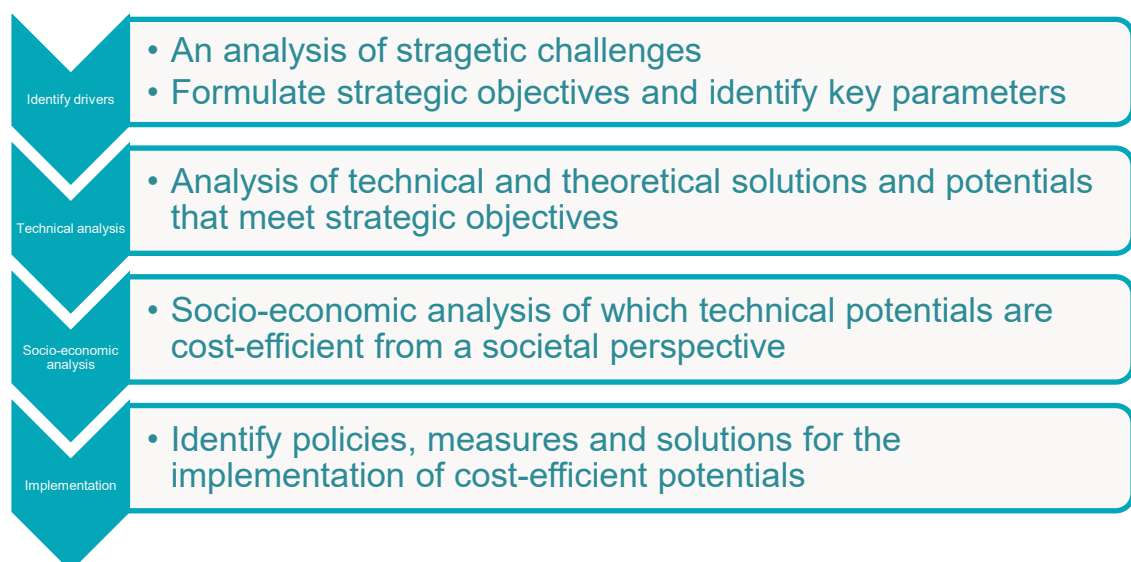 Identify drivers
• An analysis of stragetic challenges
• Formulate strategic objectives and identify key parameters
Technical analysis
• Analysis of technical and theoretical solutions and potentials
that meet strategic objectives
Socio-economic
analysis
• Socio-economic analysis of which technical potentials are
cost-efficient from a societal perspective
Implementation
• Identify policies, measures and solutions for the
implementation of cost-efficient potentials